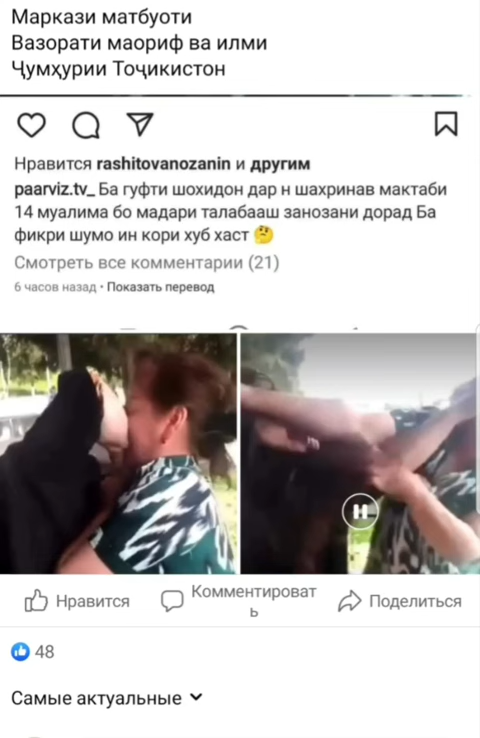 Маркази матбуоти
Вазорати маориф ва илми
Ҷумҳурии Тоҷикистон
Нравится rashitovanozanin и другим
paarviz.tv_ Ба гуфти шохидон дар н шахринав мактаби
14 муалима бо мадари талабааш занозани дорад Ба
фикри шумо ин кори хуб хаст 🤔
Смотреть все комментарии (21)
6 часов назад · Показать перевод
Нравится
Комментироват
ь
Поделиться
48
Самые актуальные